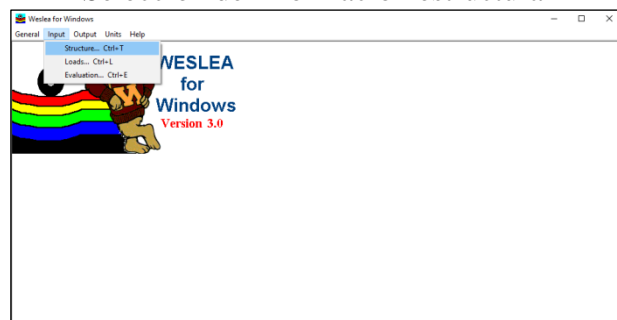 Weslea for Windows
General Input Output Units Help
Structure... Ctrl+T
Loads... Ctrl+L
Evaluation... Ctrl+E
WESLEA
for
Windows
Version 3.0